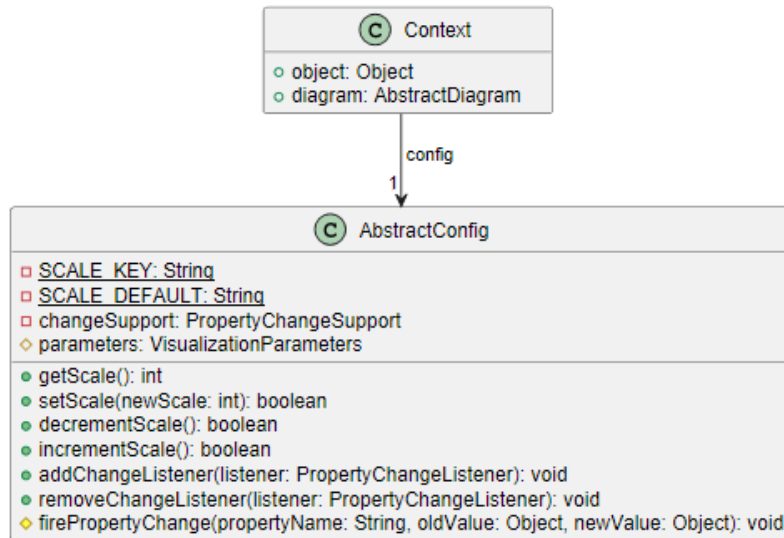 C Context
object: Object
diagram: AbstractDiagram
config
1
C AbstractConfig
SCALE_KEY: String
SCALE_DEFAULT: String
changeSupport: PropertyChangeSupport
parameters: VisualizationParameters
getScale(): int
setScale(newScale: int): boolean
decrementScale(): boolean
incrementScale(): boolean
addChangeListener(listener: PropertyChangeListener): void
removeChangeListener(listener: PropertyChangeListener): void
firePropertyChange(propertyName: String, oldValue: Object, newValue: Object): void